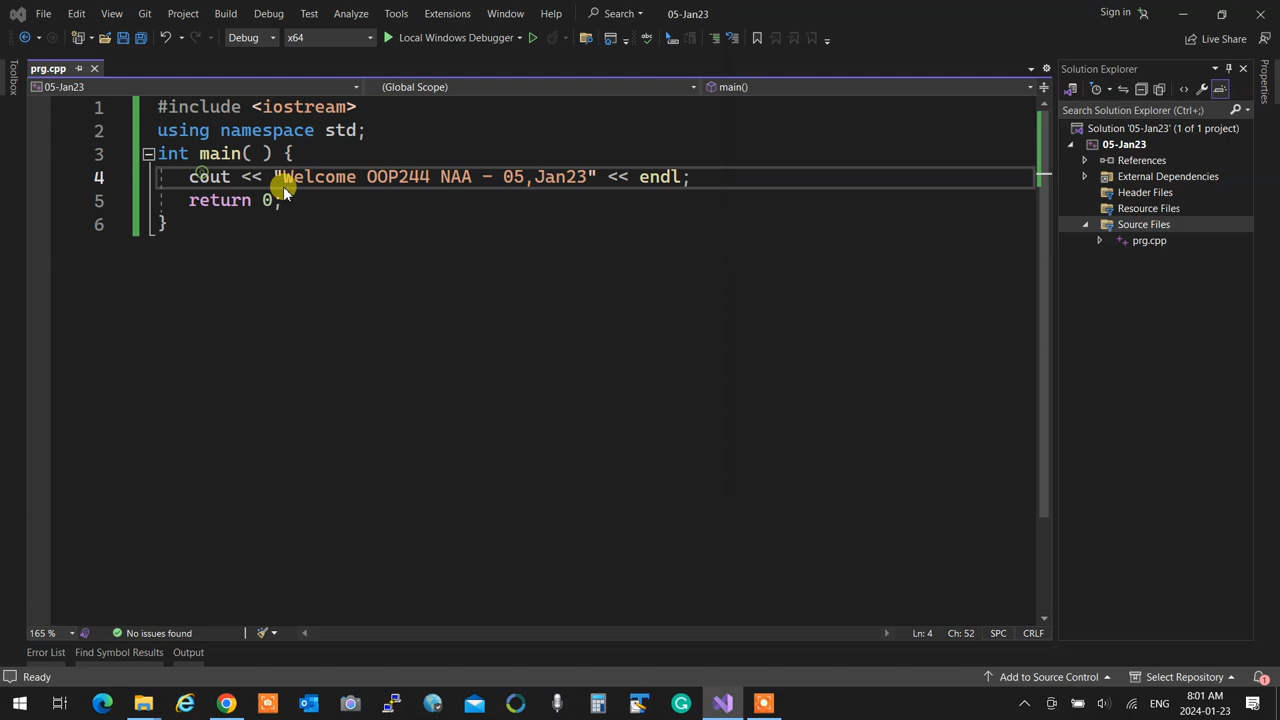 File Edit View Git Project Build Debug Test Analyze Tools Extensions Window Help Search 05-Jan23 Sign in
Debug x64 Local Windows Debugger Live Share
Toolbox
prg.cpp
05-Jan23 (Global Scope) main()
1 #include <iostream>
2 using namespace std;
3 int main( ) {
4 cout << "Welcome OOP244 NAA - 05,Jan23" << endl;
5 return 0;
6 }
165 % No issues found Ln: 4 Ch: 52 SPC CRLF
Error List Find Symbol Results Output
Solution Explorer
Search Solution Explorer (Ctrl+;)
Solution '05-Jan23' (1 of 1 project)
05-Jan23
References
External Dependencies
Header Files
Resource Files
Source Files
prg.cpp
Properties
Ready Add to Source Control Select Repository 1
ENG 8:01 AM
2024-01-23